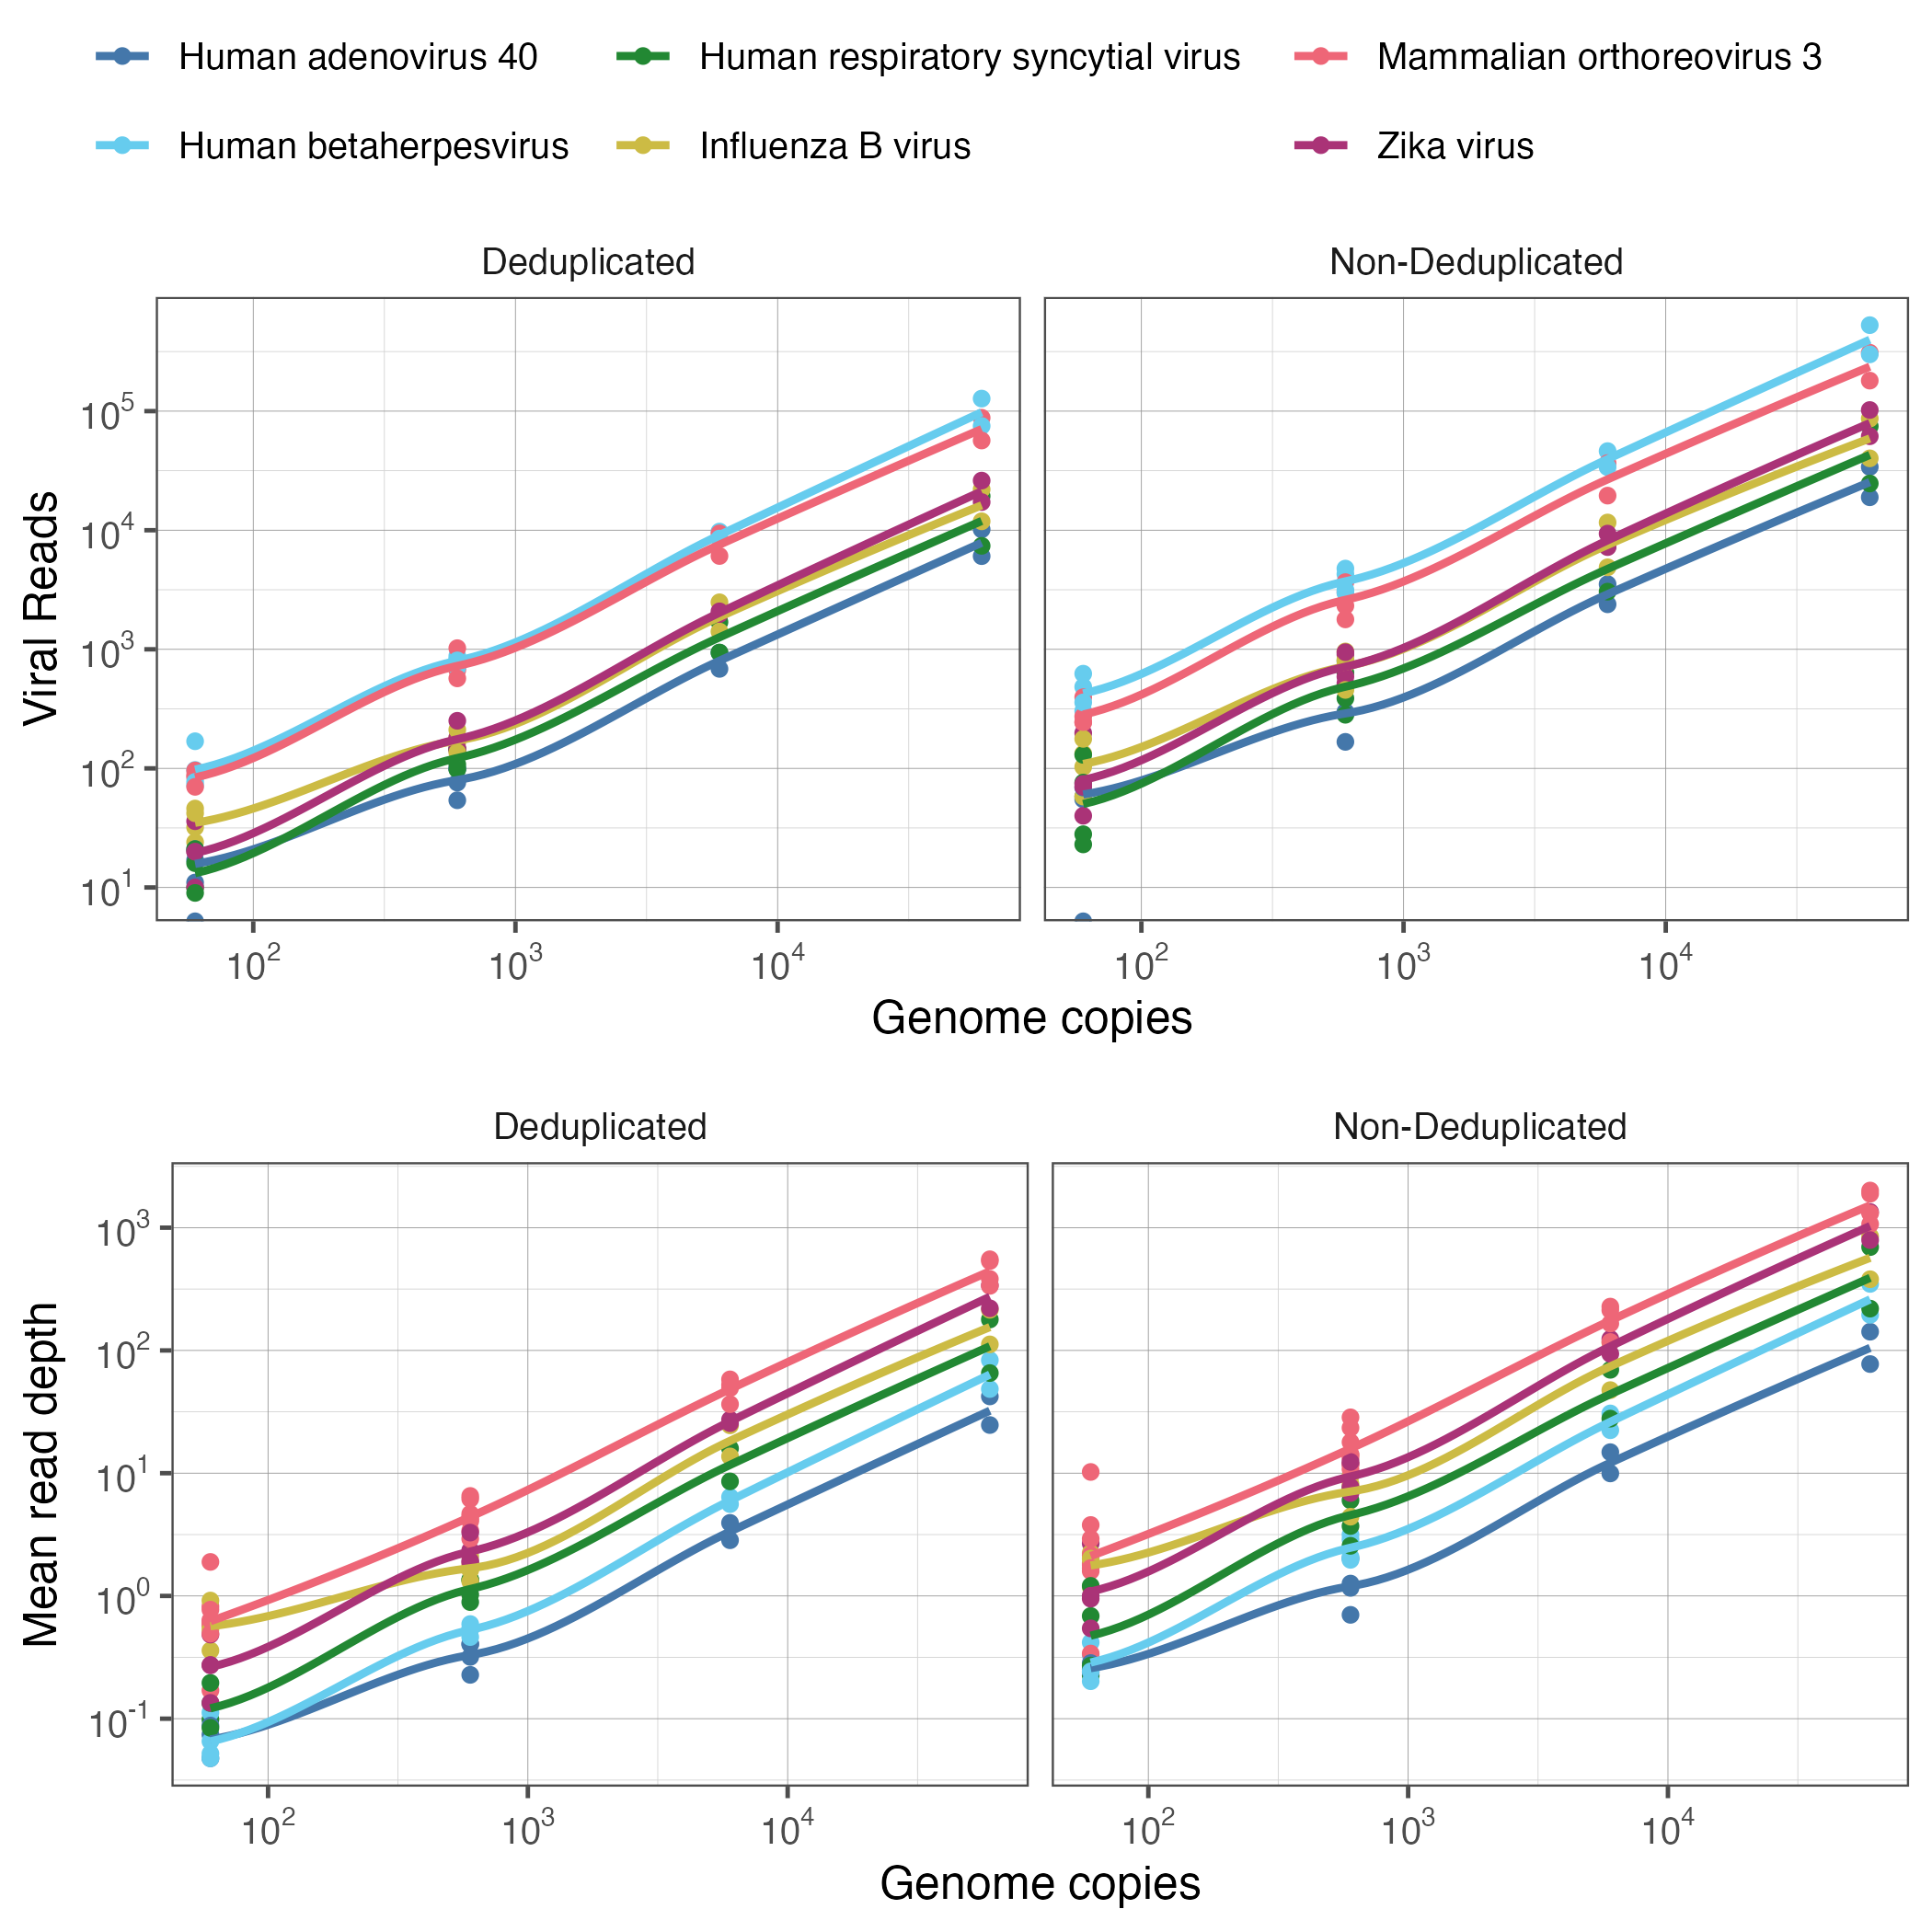 Human adenovirus 40 Human respiratory syncytial virus Mammalian orthoreovirus 3
Human betaherpesvirus Influenza B virus Zika virus
Deduplicated Non-Deduplicated
Viral Reads
10^5
10^4
10^3
10^2
10^1
10^2 10^3 10^4 10^2 10^3 10^4
Genome copies
Deduplicated Non-Deduplicated
Mean read depth
10^3
10^2
10^1
10^0
10^-1
10^2 10^3 10^4 10^2 10^3 10^4
Genome copies